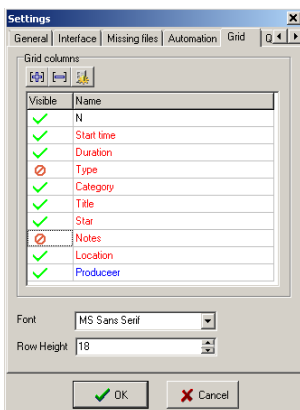 Settings
General Interface Missing files Automation Grid
Grid columns
Visible Name
N
Start time
Duration
Type
Category
Title
Star
Notes
Location
Produceer
Font MS Sans Serif
Row Height 18
OK Cancel